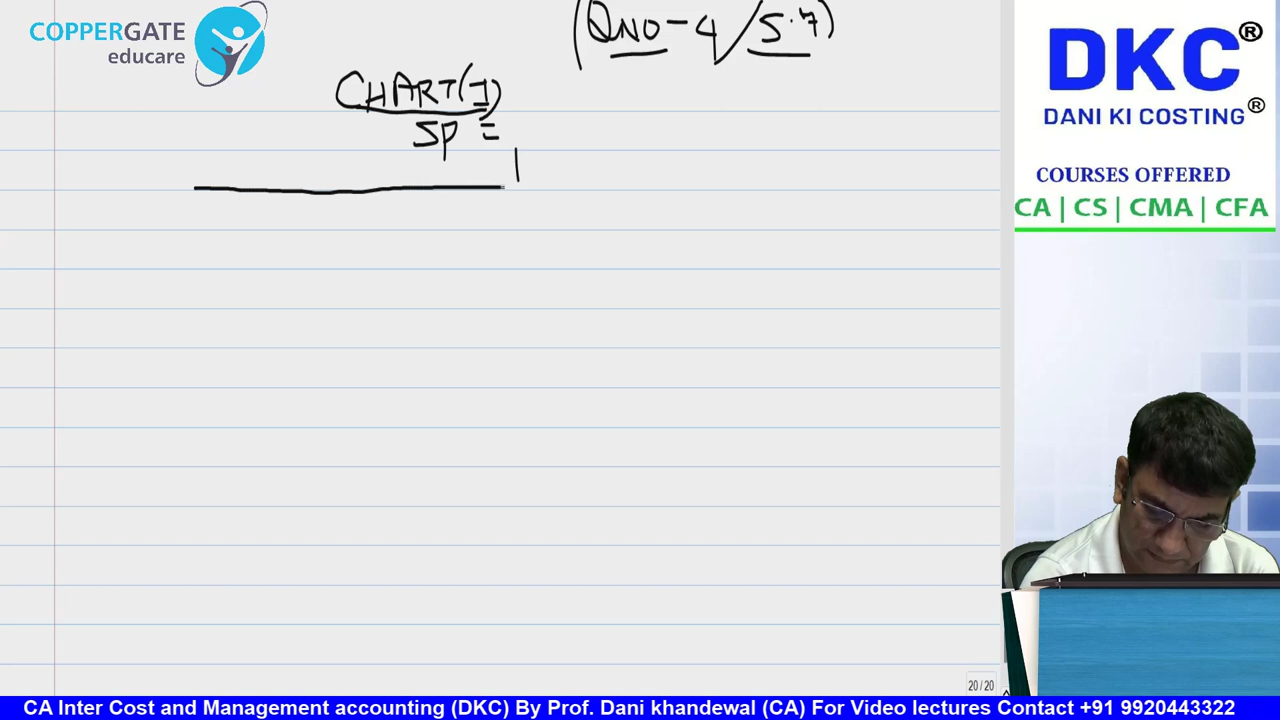 COPPERGATE
educare
(QNO-4/5.7)
CHART(I)
SP =
DKC®
DANI KI COSTING®
COURSES OFFERED
CA | CS | CMA | CFA
20/20
CA Inter Cost and Management accounting (DKC) By Prof. Dani khandewal (CA) For Video lectures Contact +91 9920443322